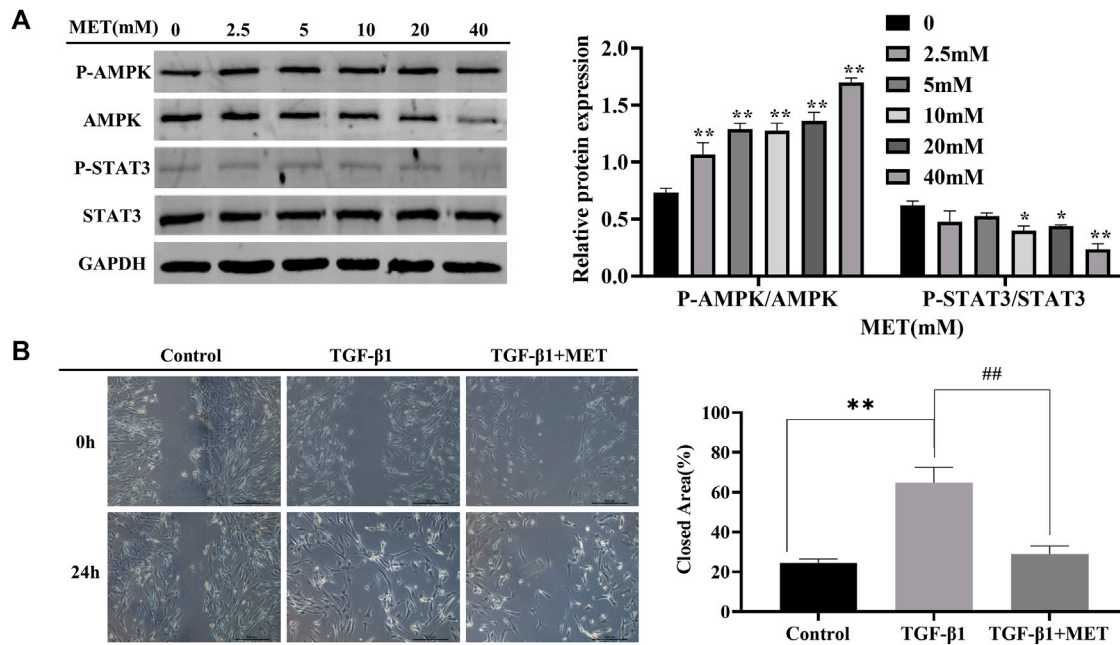 A
MET(mM) 0 2.5 5 10 20 40
P-AMPK
AMPK
P-STAT3
STAT3
GAPDH
Relative protein expression
2.0
1.5
1.0
0.5
0.0
** ** ** ** **
* * **
P-AMPK/AMPK P-STAT3/STAT3
MET(mM)
0
2.5mM
5mM
10mM
20mM
40mM
B
Control TGF-β1 TGF-β1+MET
0h
24h
Closed Area(%)
100
80
60
40
20
0
** ##
Control TGF-β1 TGF-β1+MET